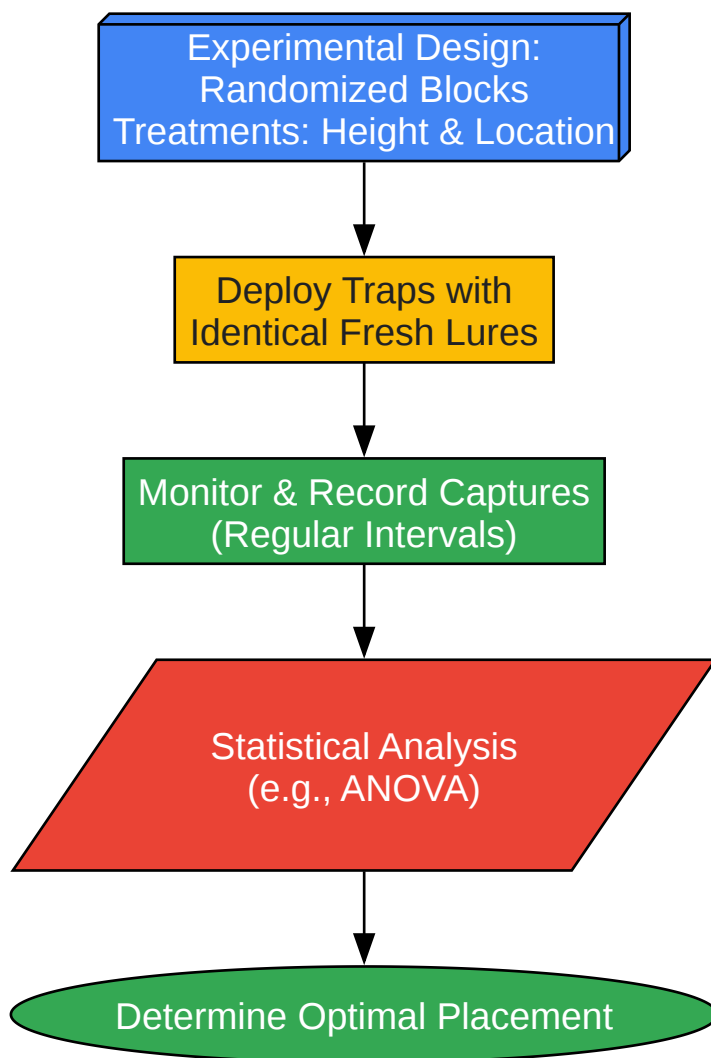 Experimental Design:
Randomized Blocks
Treatments: Height & Location
Deploy Traps with
Identical Fresh Lures
Monitor & Record Captures
(Regular Intervals)
Statistical Analysis
(e.g., ANOVA)
Determine Optimal Placement